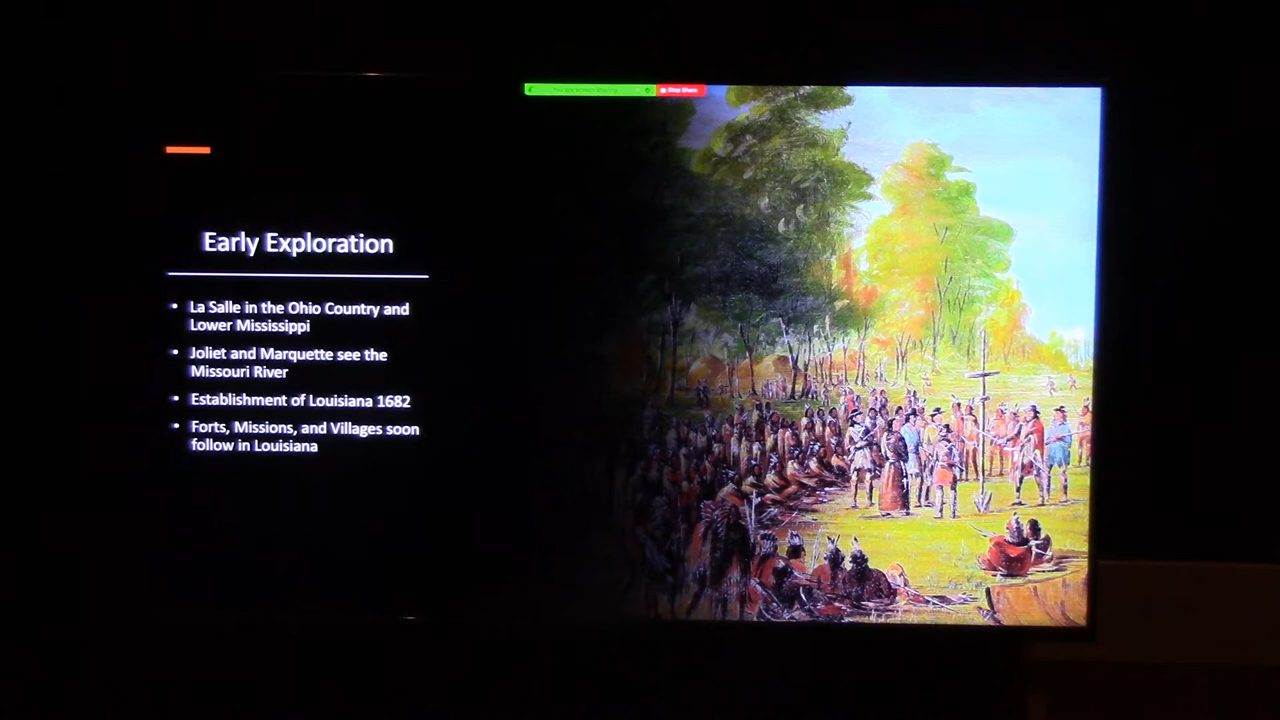 Stop Share
Early Exploration
• La Salle in the Ohio Country and
Lower Mississippi
• Joliet and Marquette see the
Missouri River
• Establishment of Louisiana 1682
• Forts, Missions, and Villages soon
follow in Louisiana